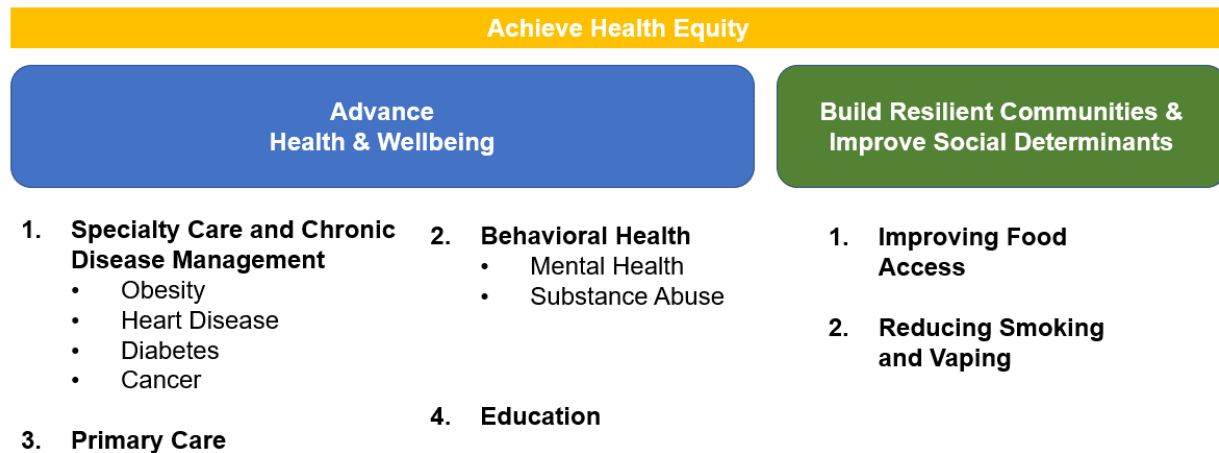 Achieve Health Equity
Advance
Health & Wellbeing
1. Specialty Care and Chronic
Disease Management
• Obesity
• Heart Disease
• Diabetes
• Cancer
2. Behavioral Health
• Mental Health
• Substance Abuse
3. Primary Care
4. Education
Build Resilient Communities &
Improve Social Determinants
1. Improving Food
Access
2. Reducing Smoking
and Vaping